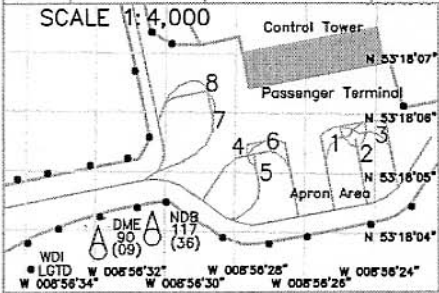 SCALE 1:4,000
Control Tower
N 53°18'07"
Passenger Terminal
8
7
N 53°18'06"
4 6
5
1 3
2
N 53°18'05"
Apron Area
NDB
117
(36)
DME
90
(09)
N 53°18'04"
WDI
LGTD
W 008°56'32" W 008°56'28" W 008°56'24"
W 008°56'34" W 008°56'30" W 008°56'26"